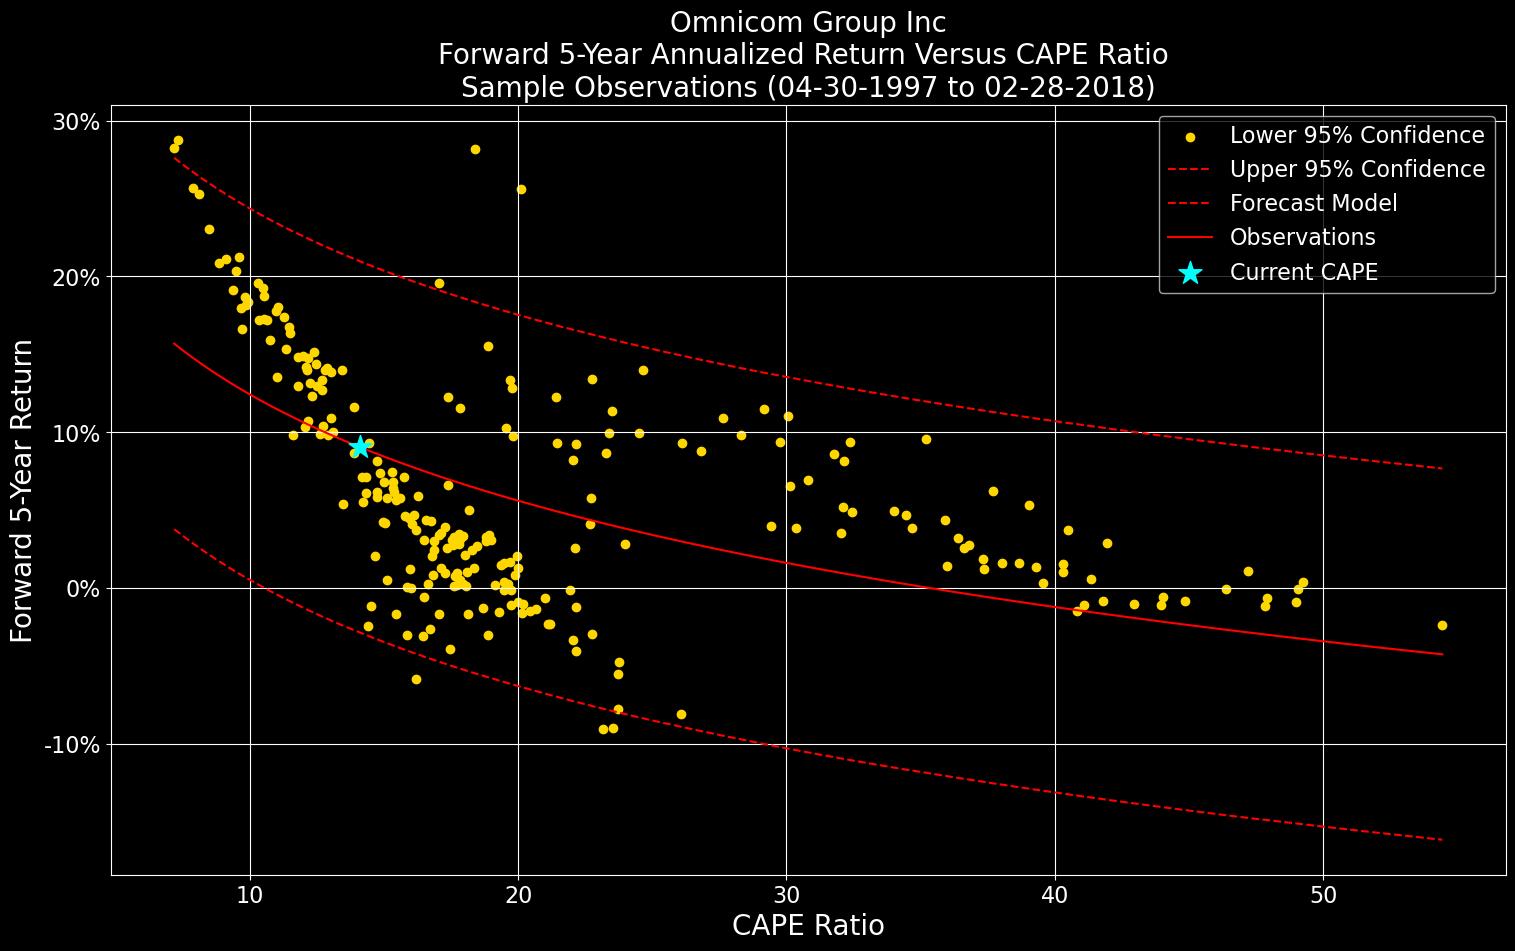 Omnicom Group Inc
Forward 5-Year Annualized Return Versus CAPE Ratio
Sample Observations (04-30-1997 to 02-28-2018)
30%
20%
10%
0%
-10%
Forward 5-Year Return
Lower 95% Confidence
Upper 95% Confidence
Forecast Model
Observations
Current CAPE
10
20
30
40
50
CAPE Ratio